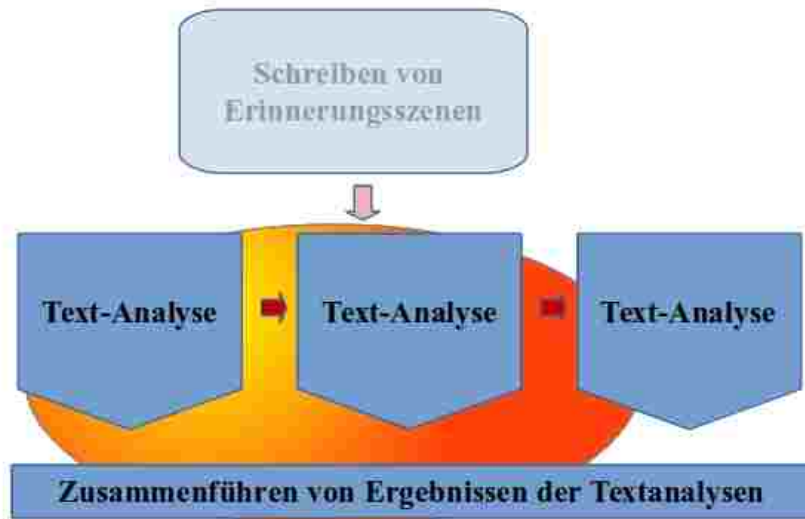 Schreiben von
Erinnerungsszenen
Text-Analyse
Text-Analyse
Text-Analyse
Zusammenführen von Ergebnissen der Textanalysen